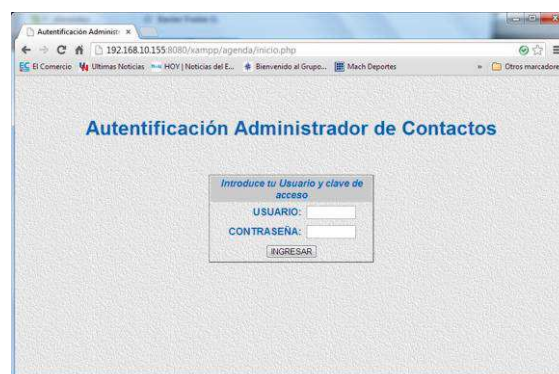 Autentificación Administr
192.168.10.155:8080/xampp/agenda/inicio.php
El Comercio Ultimas Noticias HOY | Noticias del E... Bienvenido al Grupo... Mach Deportes » Otros marcadores
Autentificación Administrador de Contactos
Introduce tu Usuario y clave de
acceso
USUARIO:
CONTRASEÑA:
INGRESAR